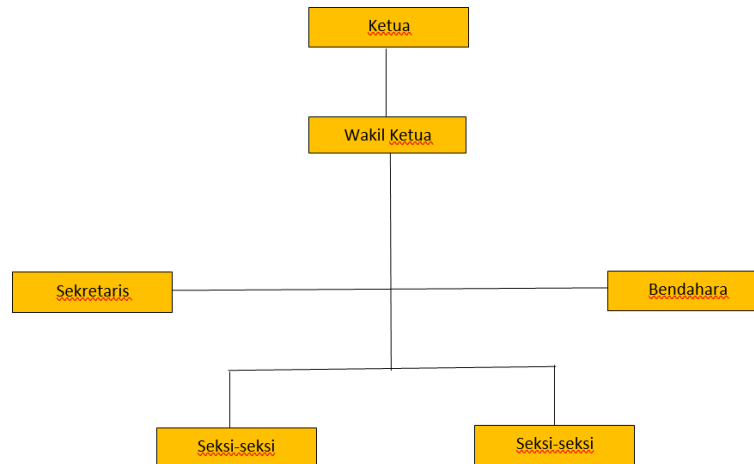 Ketua
Wakil Ketua
Sekretaris
Bendahara
Seksi-seksi
Seksi-seksi